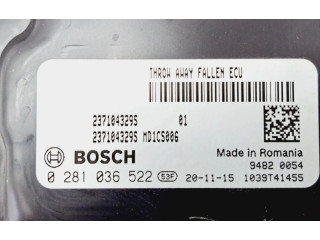 THROW AWAY FALLEN ECU
237104329S 01
237104329S MD1CS006
BOSCH
Made in Romania
9482 0054
0 281 036 522 53F 20-11-15 1039T41455